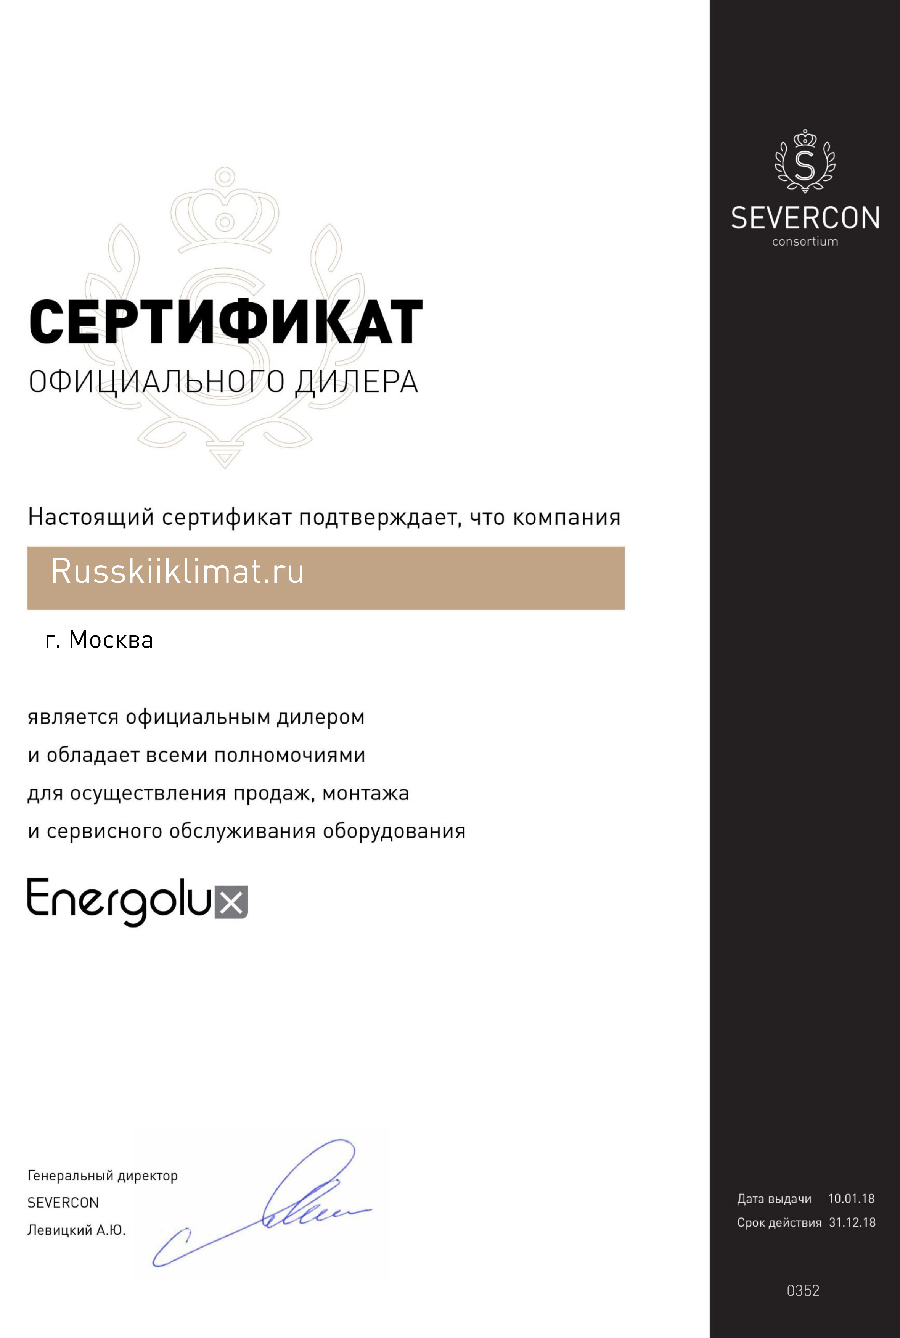 S
SEVERCON
consortium
СЕРТИФИКАТ
ОФИЦИАЛЬНОГО ДИЛЕРА
Настоящий сертификат подтверждает, что компания
Russkiiklimat.ru
г. Москва
является официальным дилером
и обладает всеми полномочиями
для осуществления продаж, монтажа
и сервисного обслуживания оборудования
Energolux
Генеральный директор
SEVERCON
Левицкий А.Ю.
Дата выдачи 10.01.18
Срок действия 31.12.18
0352